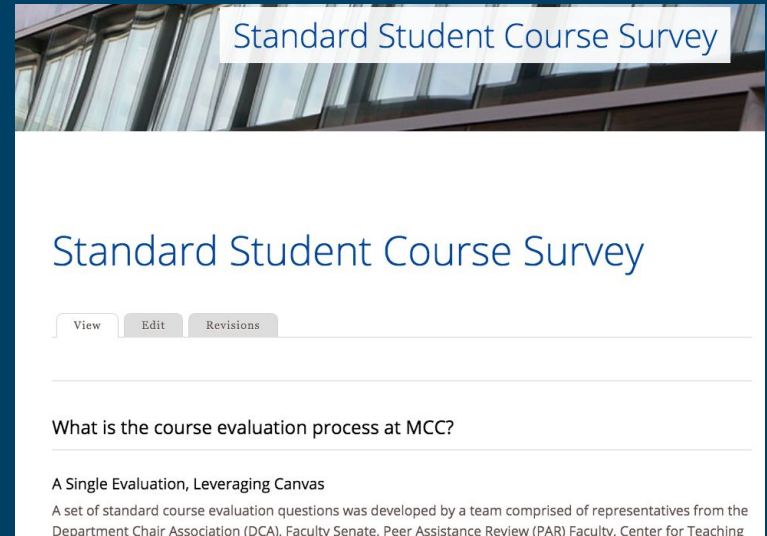 Standard Student Course Survey
Standard Student Course Survey
View Edit Revisions
What is the course evaluation process at MCC?
A Single Evaluation, Leveraging Canvas
A set of standard course evaluation questions was developed by a team comprised of representatives from the
Department Chair Association (DCA), Faculty Senate, Peer Assistance Review (PAR) Faculty, Center for Teaching